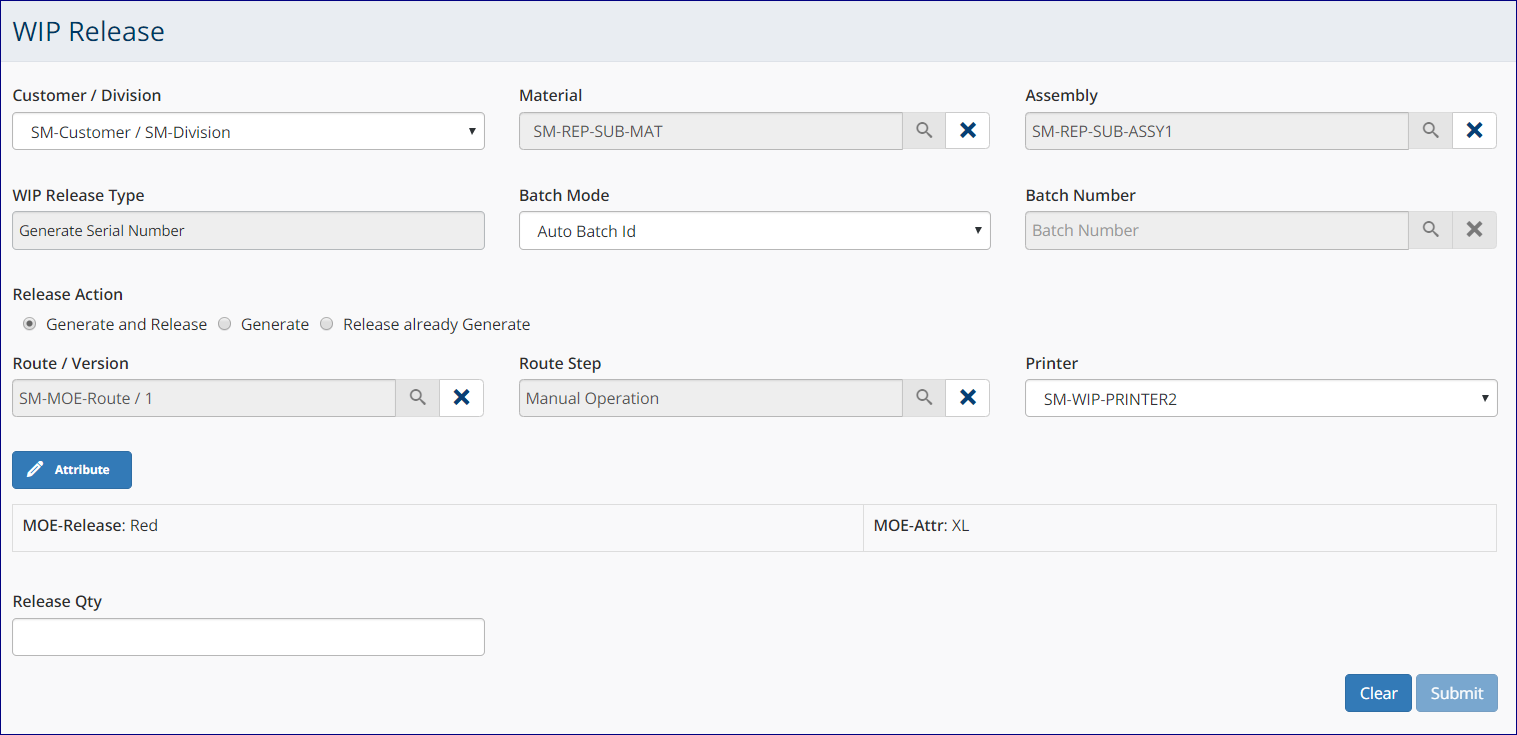 WIP Release
Customer / Division
Material
Assembly
SM-Customer / SM-Division
SM-REP-SUB-MAT
SM-REP-SUB-ASSY1
WIP Release Type
Batch Mode
Batch Number
Generate Serial Number
Auto Batch Id
Batch Number
Release Action
Generate and Release
Generate
Release already Generate
Route / Version
Route Step
Printer
SM-MOE-Route / 1
Manual Operation
SM-WIP-PRINTER2
Attribute
MOE-Release: Red
MOE-Attr: XL
Release Qty
Clear
Submit